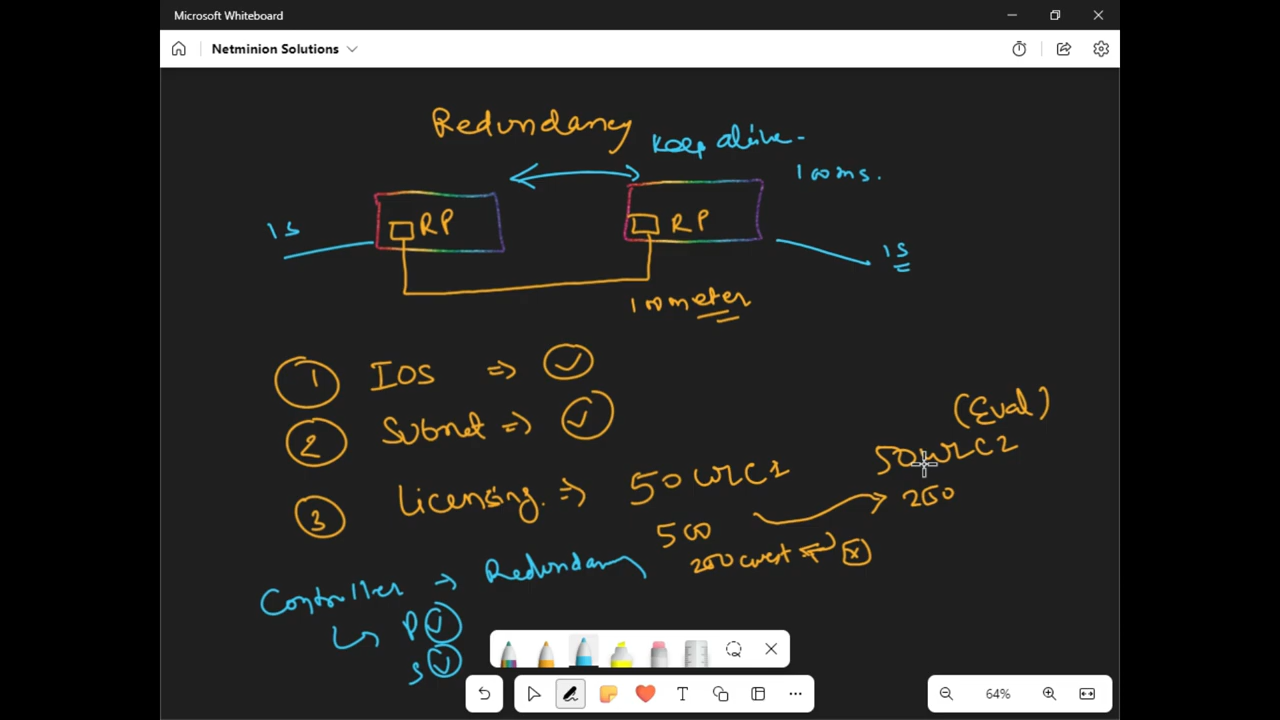 Microsoft Whiteboard
Netminion Solutions
Redundancy
Keep alive -
100ms.
1s
RP
RP
1s
100meter
1 IOS =>
2 Subnet =>
3 Licensing. =>
50 WLC1
(Eval)
50 WLC2
500
250
250
Controller → Redundancy
P
S
64%